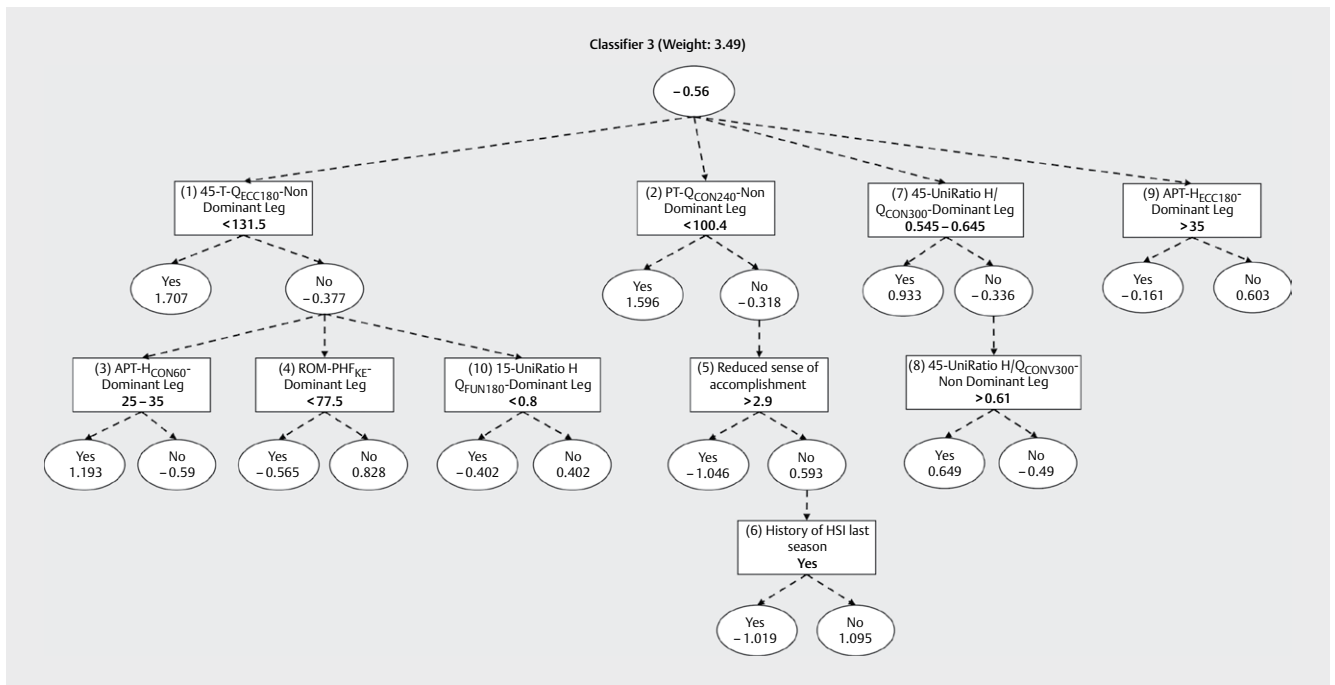 Classifier 3 (Weight: 3.49)
– 0.56
(1) 45-T-QECC180-Non
Dominant Leg
<131.5
(2) PT-QCON240-Non
Dominant Leg
<100.4
(7) 45-UniRatio H/
QCON300-Dominant Leg
0.545 – 0.645
(9) APT-HECC180-
Dominant Leg
>35
Yes
1.707
No
– 0.377
Yes
1.596
No
– 0.318
Yes
0.933
No
– 0.336
Yes
– 0.161
No
0.603
(3) APT-HCON60-
Dominant Leg
25 – 35
(4) ROM-PHFKE-
Dominant Leg
<77.5
(10) 15-UniRatio H
QFUN180-Dominant Leg
<0.8
(5) Reduced sense of
accomplishment
>2.9
(8) 45-UniRatio H/QCONV300-
Non Dominant Leg
>0.61
Yes
1.193
No
– 0.59
Yes
– 0.565
No
0.828
Yes
– 0.402
No
0.402
Yes
– 1.046
No
0.593
Yes
0.649
No
– 0.49
(6) History of HSI last
season
Yes
Yes
– 1.019
No
1.095